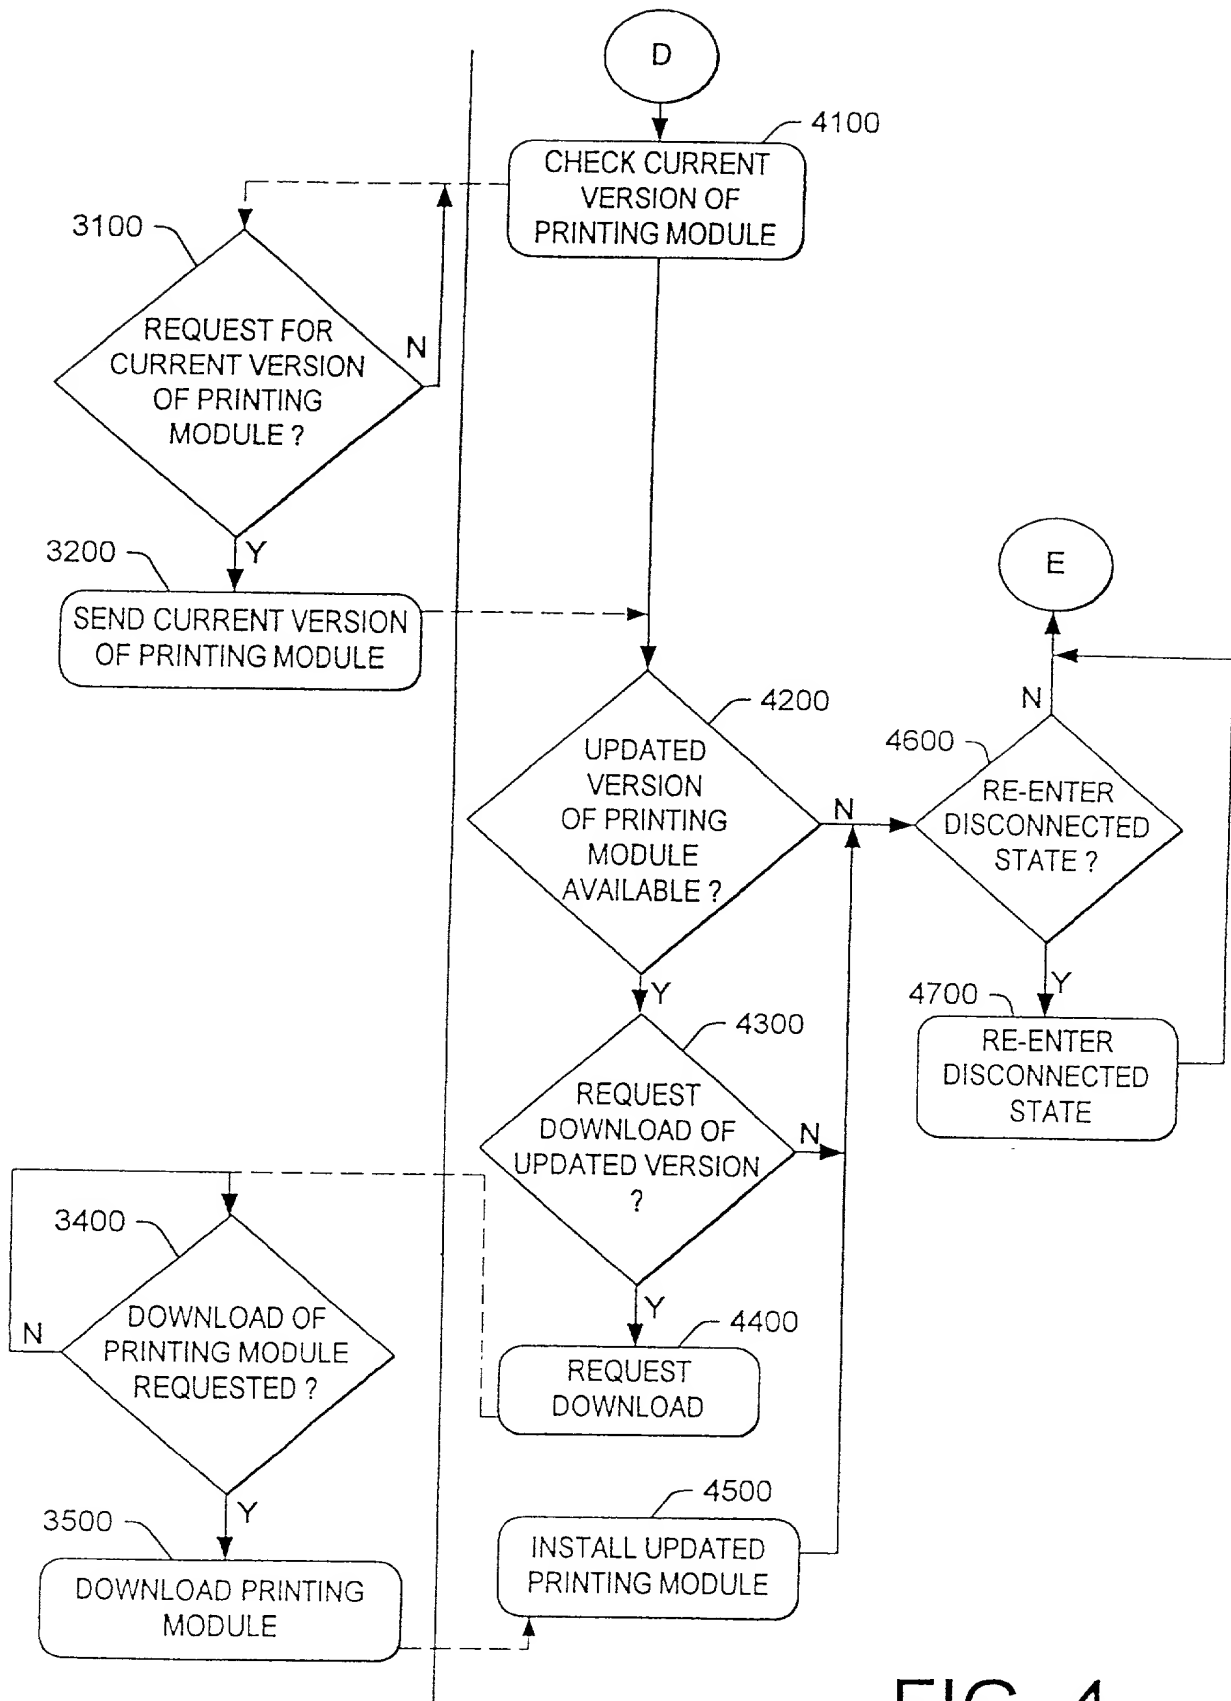 D
4100
CHECK CURRENT
VERSION OF
PRINTING MODULE
3100
REQUEST FOR
CURRENT VERSION
OF PRINTING
MODULE ?
N
Y
3200
SEND CURRENT VERSION
OF PRINTING MODULE
E
N
4200
UPDATED
VERSION
OF PRINTING
MODULE
AVAILABLE ?
N
Y
4600
RE-ENTER
DISCONNECTED
STATE ?
Y
4700
RE-ENTER
DISCONNECTED
STATE
4300
REQUEST
DOWNLOAD OF
UPDATED VERSION
?
N
Y
3400
DOWNLOAD OF
PRINTING MODULE
REQUESTED ?
N
Y
4400
REQUEST
DOWNLOAD
3500
DOWNLOAD PRINTING
MODULE
4500
INSTALL UPDATED
PRINTING MODULE
FIG. 4